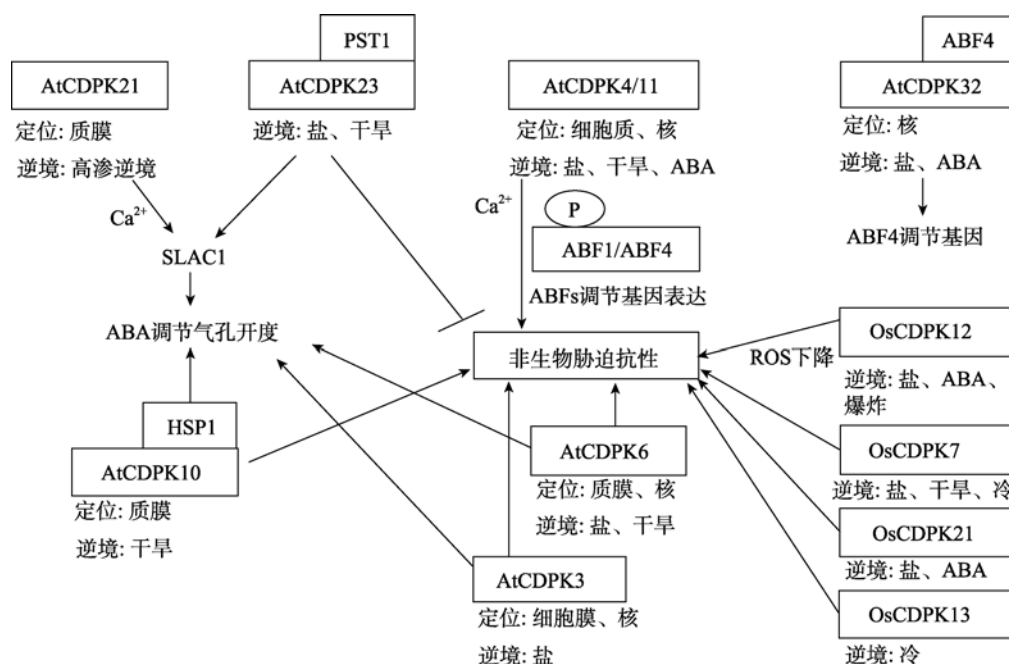 PST1
AtCDPK21
AtCDPK23
定位: 质膜
逆境: 高渗逆境
逆境: 盐、干旱
Ca²⁺
SLAC1
ABA调节气孔开度
HSP1
AtCDPK10
定位: 质膜
逆境: 干旱
AtCDPK4/11
定位: 细胞质、核
逆境: 盐、干旱、ABA
Ca²⁺
P
ABF1/ABF4
ABFs调节基因表达
非生物胁迫抗性
AtCDPK6
定位: 质膜、核
逆境: 盐、干旱
AtCDPK3
定位: 细胞膜、核
逆境: 盐
ABF4
AtCDPK32
定位: 核
逆境: 盐、ABA
ABF4调节基因
ROS下降
OsCDPK12
逆境: 盐、ABA、
爆炸
OsCDPK7
逆境: 盐、干旱、冷
OsCDPK21
逆境: 盐、ABA
OsCDPK13
逆境: 冷